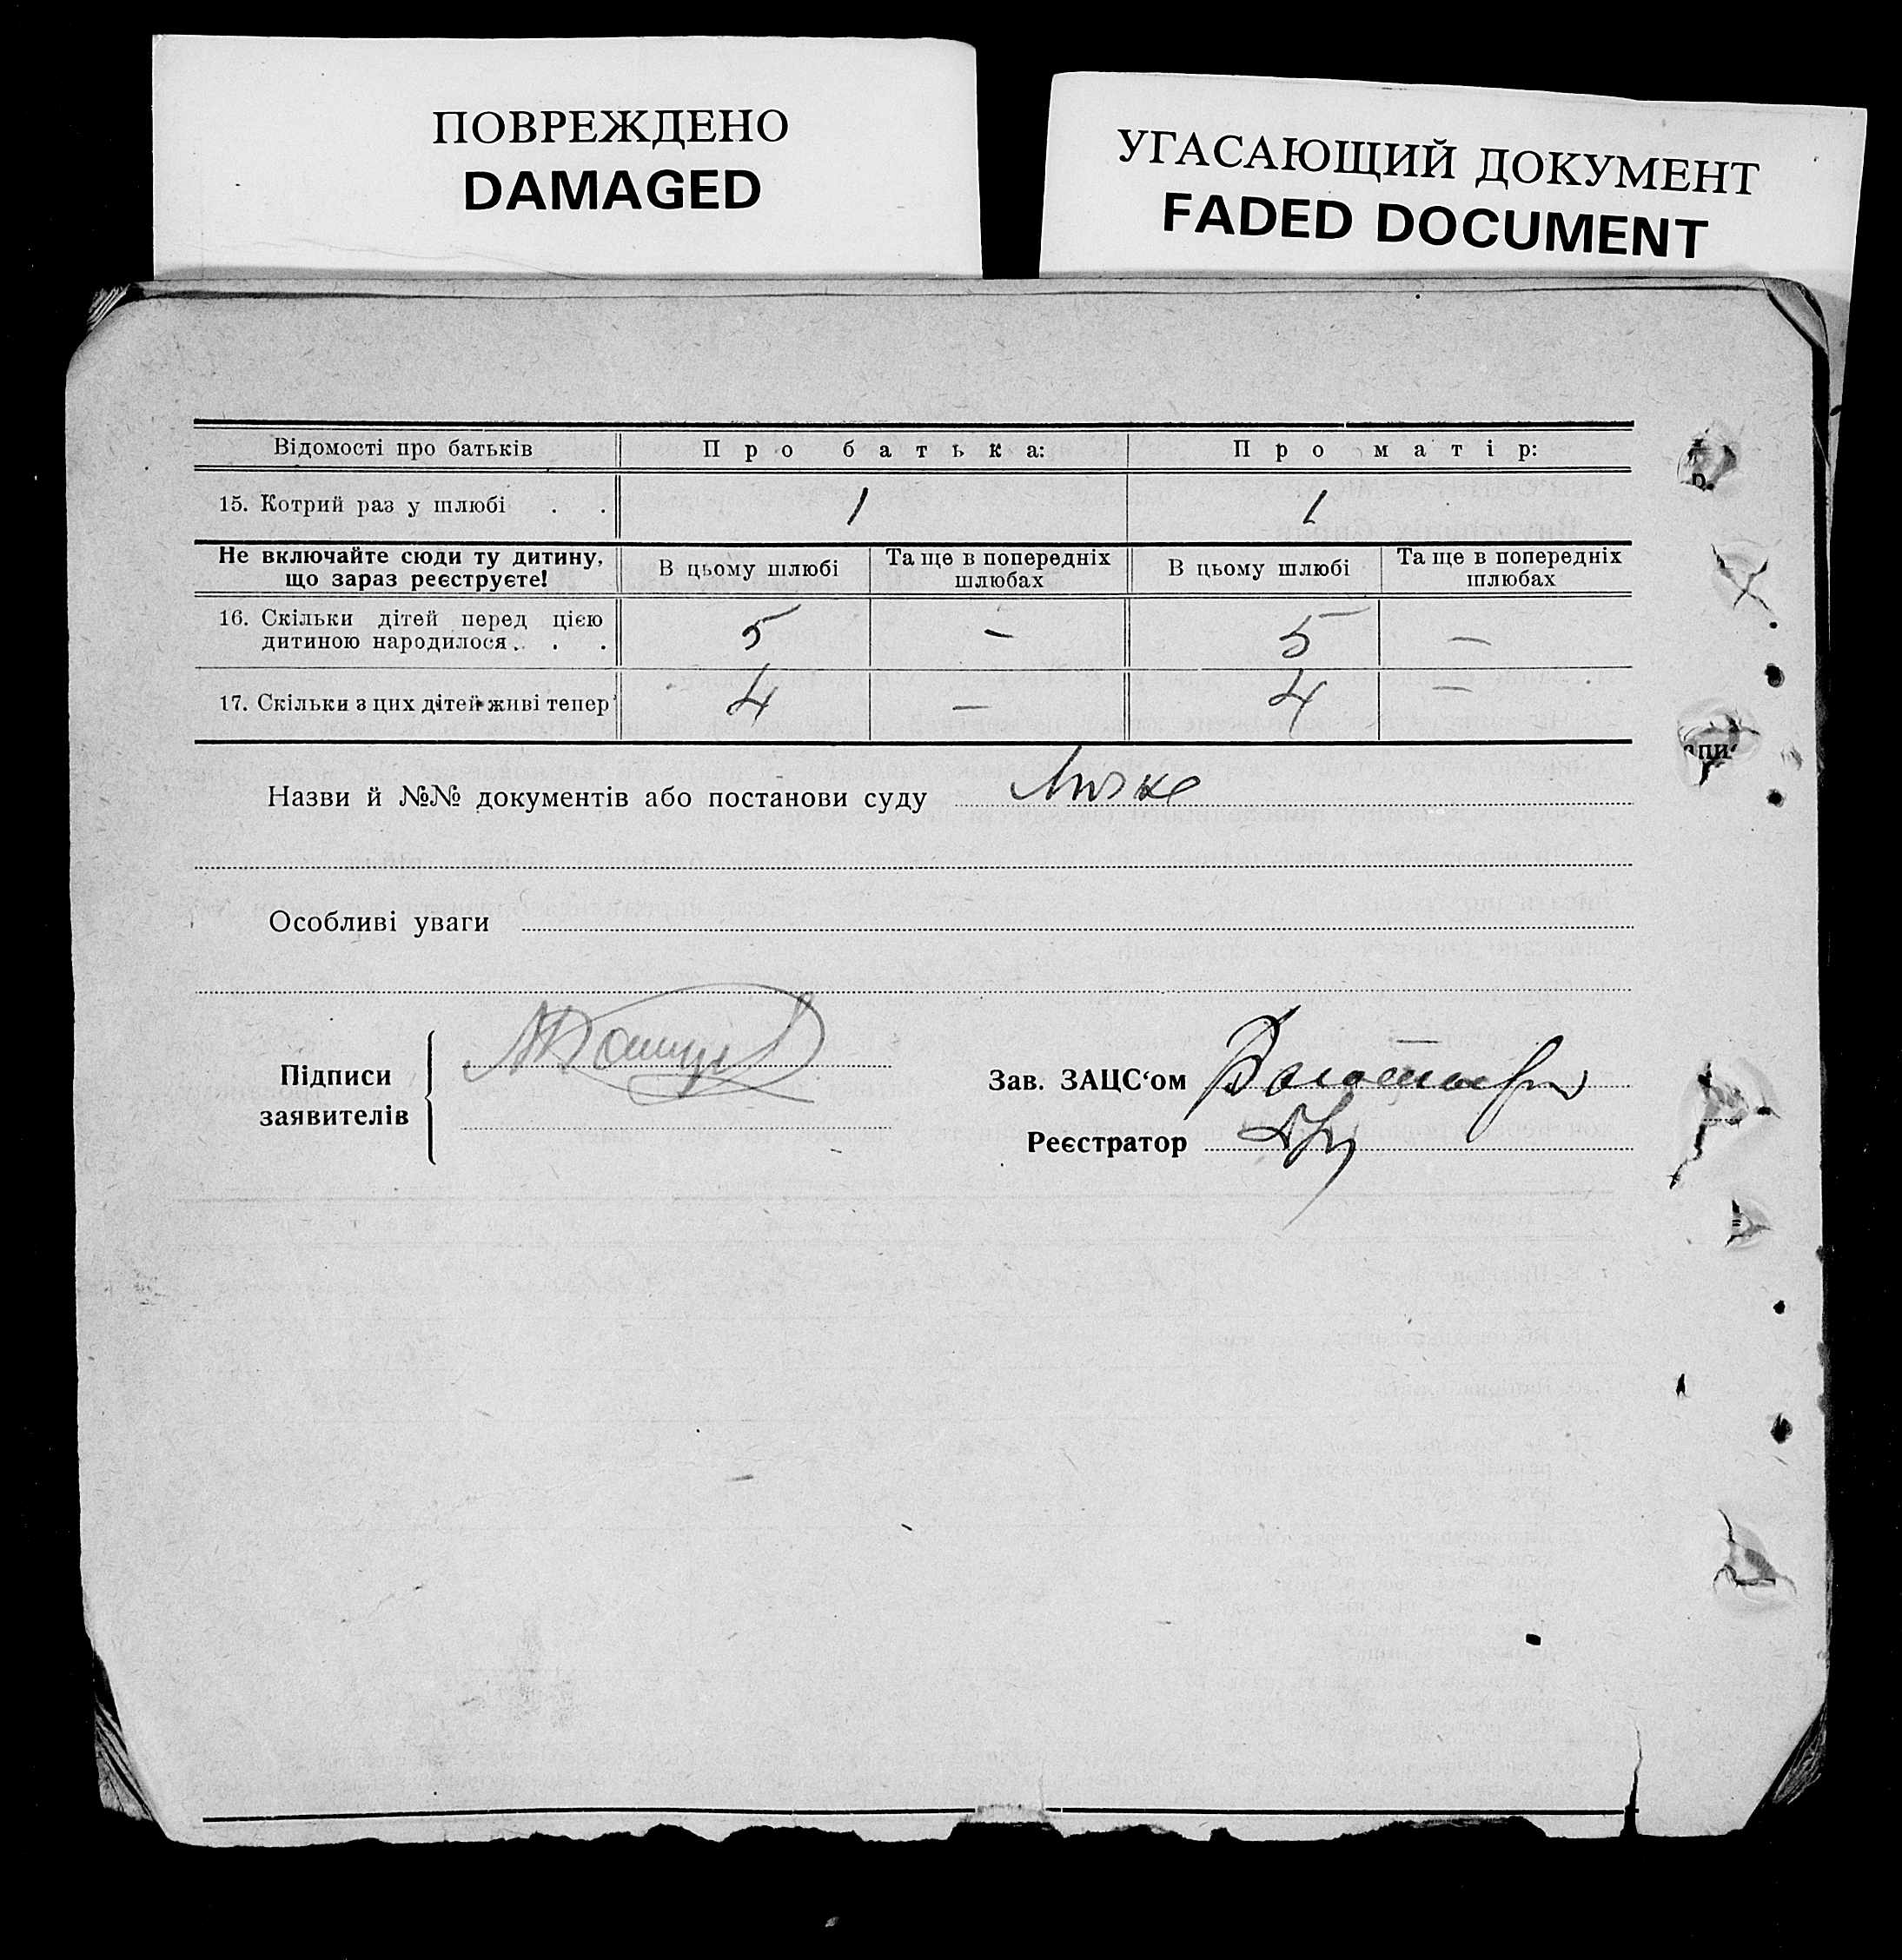 ПОВРЕЖДЕНО
DAMAGED
УГАСАЮЩИЙ ДОКУМЕНТ
FADED DOCUMENT
Відомості про батьків Про батька: Про матір:
15. Котрий раз у шлюбі . . 1 1
Не включайте сюди ту дитину, що зараз реєструєте! В цьому шлюбі Та ще в попередніх шлюбах В цьому шлюбі Та ще в попередніх шлюбах
16. Скільки дітей перед цією дитиною народилося . . . 5 — 5 —
17. Скільки з цих дітей живі тепер 4 — 4 —
Назви й №№ документів або постанови суду
Особливі уваги
Підписи заявителів
Зав. ЗАЦС‘ом
Реєстратор